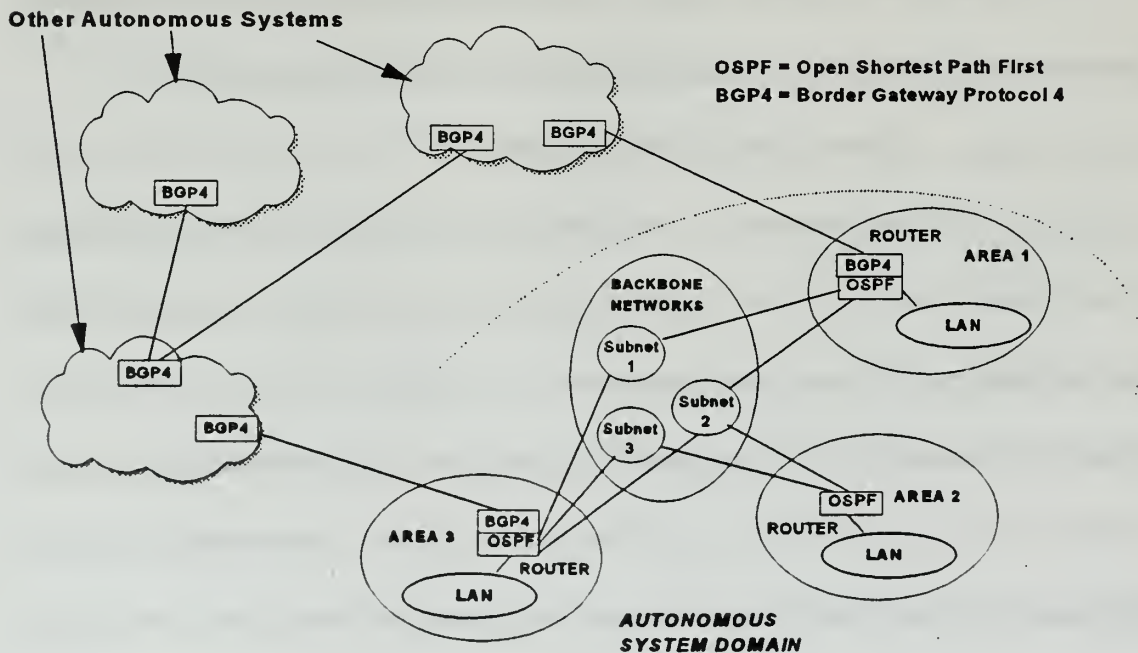 Other Autonomous Systems
OSPF = Open Shortest Path First
BGP4 = Border Gateway Protocol 4
BGP4
BGP4
BGP4
ROUTER
AREA 1
BGP4
OSPF
LAN
BACKBONE
NETWORKS
Subnet
1
Subnet
2
Subnet
3
BGP4
BGP4
OSPF
AREA 2
ROUTER
LAN
BGP4
OSPF
AREA 3
ROUTER
LAN
AUTONOMOUS
SYSTEM DOMAIN